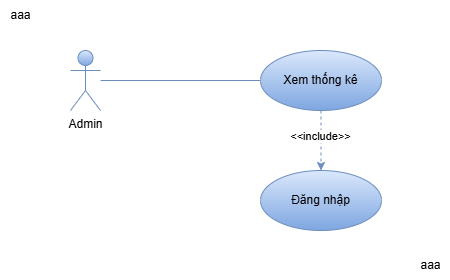 aaa
Xem thống kê
Admin
<<include>>
Đăng nhập
aaa